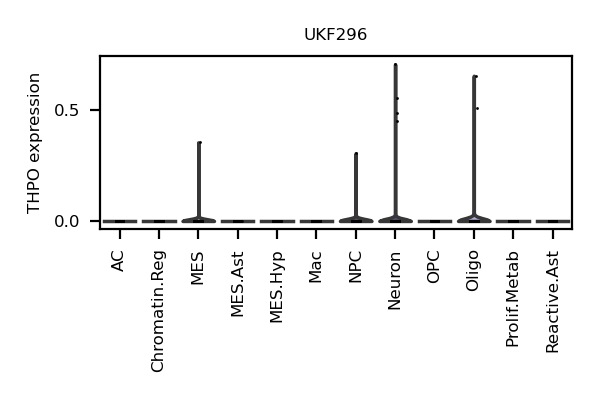 UKF296
THPO expression
0.5
0.0
AC
Chromatin.Reg
MES
MES.Ast
MES.Hyp
Mac
NPC
Neuron
OPC
Oligo
Prolif.Metab
Reactive.Ast